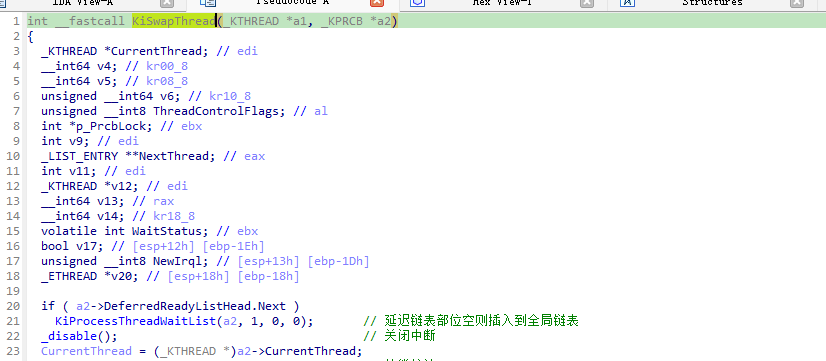 IDA View-A Pseudocode A Hex View-1 Structures
1 int __fastcall KiSwapThread(_KTHREAD *a1, _KPRCB *a2)
2 {
3 _KTHREAD *CurrentThread; // edi
4 __int64 v4; // kr00_8
5 __int64 v5; // kr08_8
6 unsigned __int64 v6; // kr10_8
7 unsigned __int8 ThreadControlFlags; // al
8 int *p_PrcbLock; // ebx
9 int v9; // edi
10 _LIST_ENTRY **NextThread; // eax
11 int v11; // edi
12 _KTHREAD *v12; // edi
13 __int64 v13; // rax
14 __int64 v14; // kr18_8
15 volatile int WaitStatus; // ebx
16 bool v17; // [esp+12h] [ebp-1Eh]
17 unsigned __int8 NewIrql; // [esp+13h] [ebp-1Dh]
18 _ETHREAD *v20; // [esp+18h] [ebp-18h]
19
20 if ( a2->DeferredReadyListHead.Next )
21 KiProcessThreadWaitList(a2, 1, 0, 0); // 延迟链表部位空则插入到全局链表
22 _disable(); // 关闭中断
23 CurrentThread = (_KTHREAD *)a2->CurrentThread;